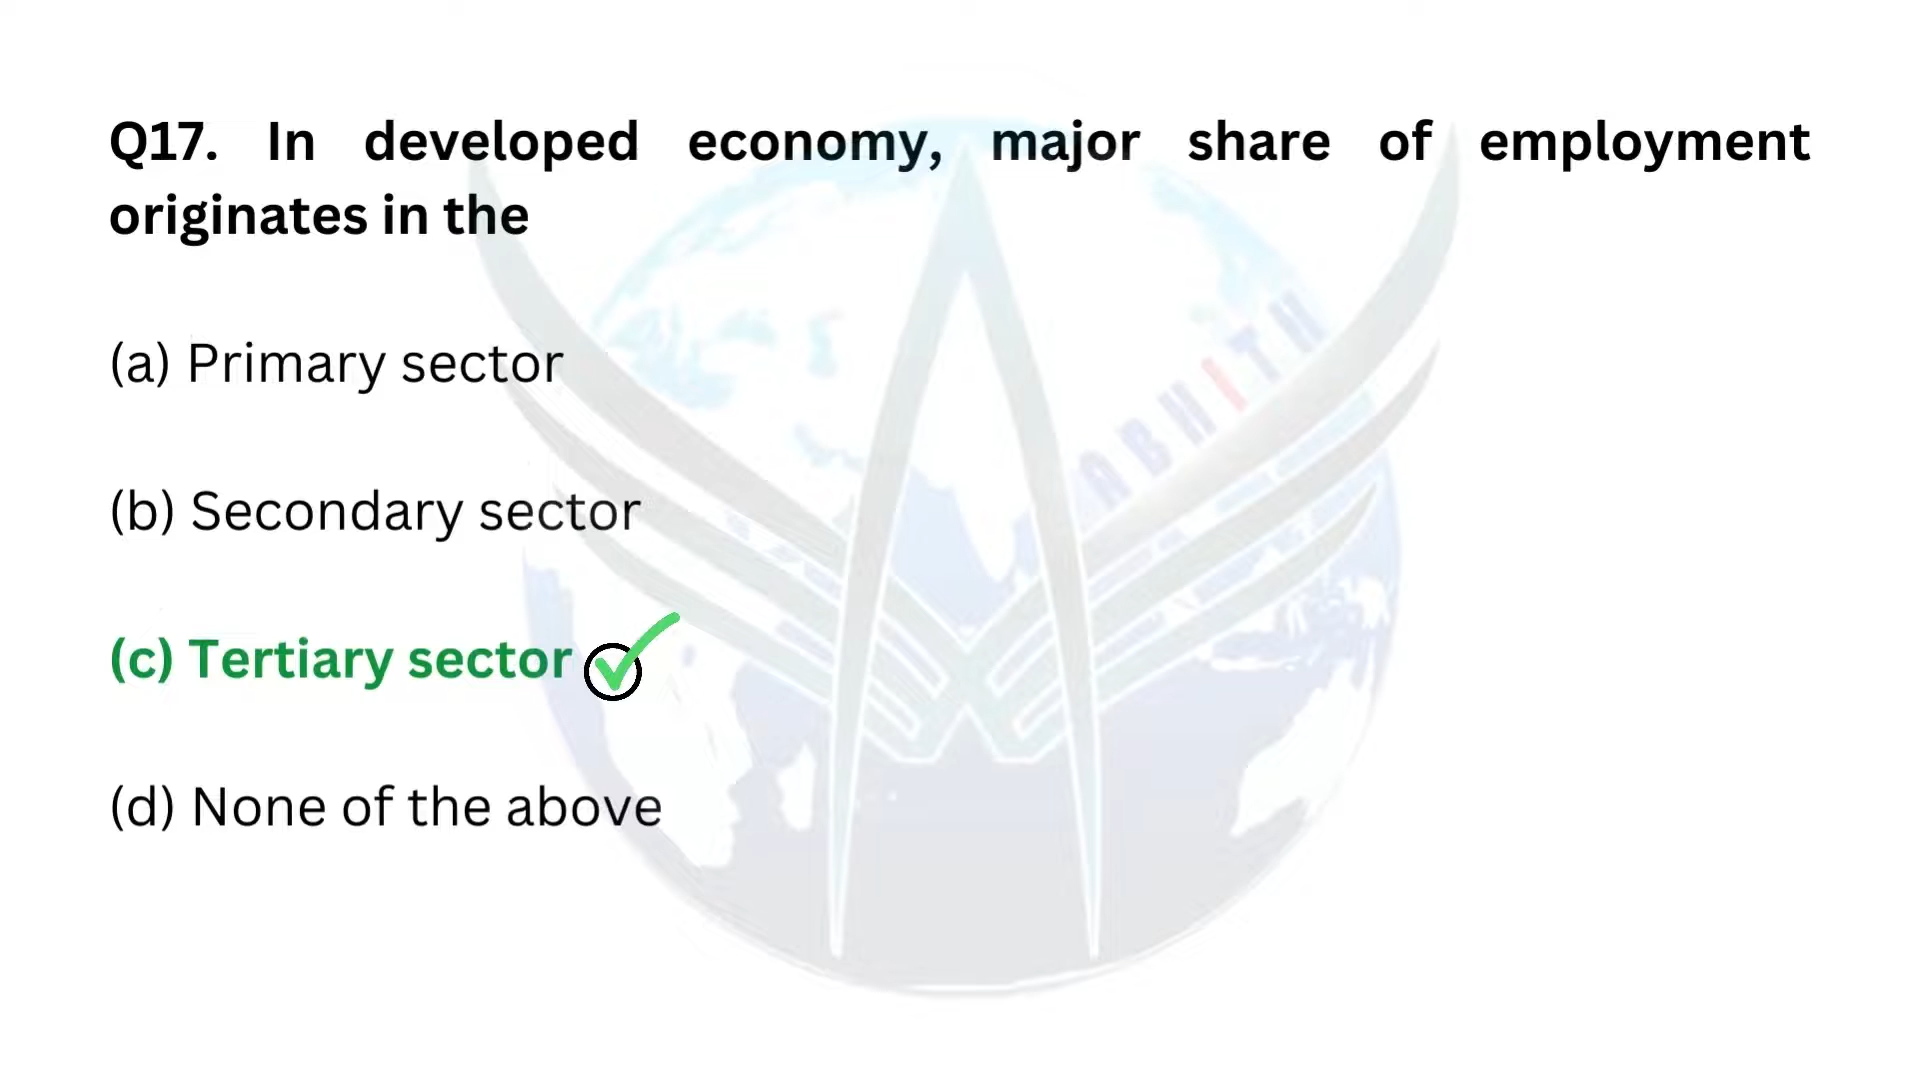 Q17. In developed economy, major share of employment
originates in the
(a) Primary sector
(b) Secondary sector
(c) Tertiary sector
(d) None of the above
ABHITH